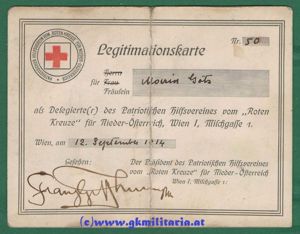 Legitimationskarte
Nr. 50
Herrn
für Frau Maria
Fräulein
als Delegierte(r) des Patriotischen Hilfsvereines vom „Roten
Kreuze" für Nieder-Österreich, Wien I, Milchgasse 1.
Wien, am 12. September 1914
Gesehen:
Der Präsident des Patriotischen Hilfsvereines
vom „Roten Kreuze" für Nieder-Österreich
Wien I, Milchgasse 1:
(c)www.gkmilitaria.at